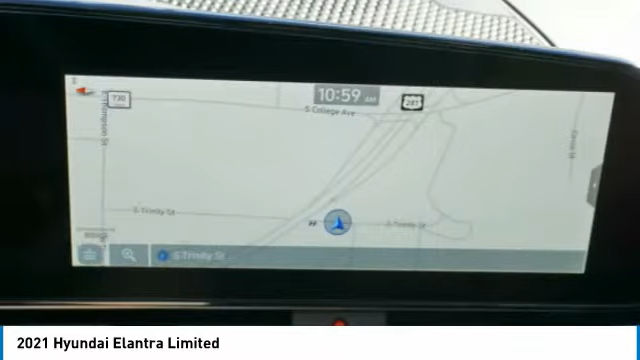 730
10:59 AM
281
S College Ave
Thompson St
S Trinity St
S Trinity St
S Trinity St
2021 Hyundai Elantra Limited